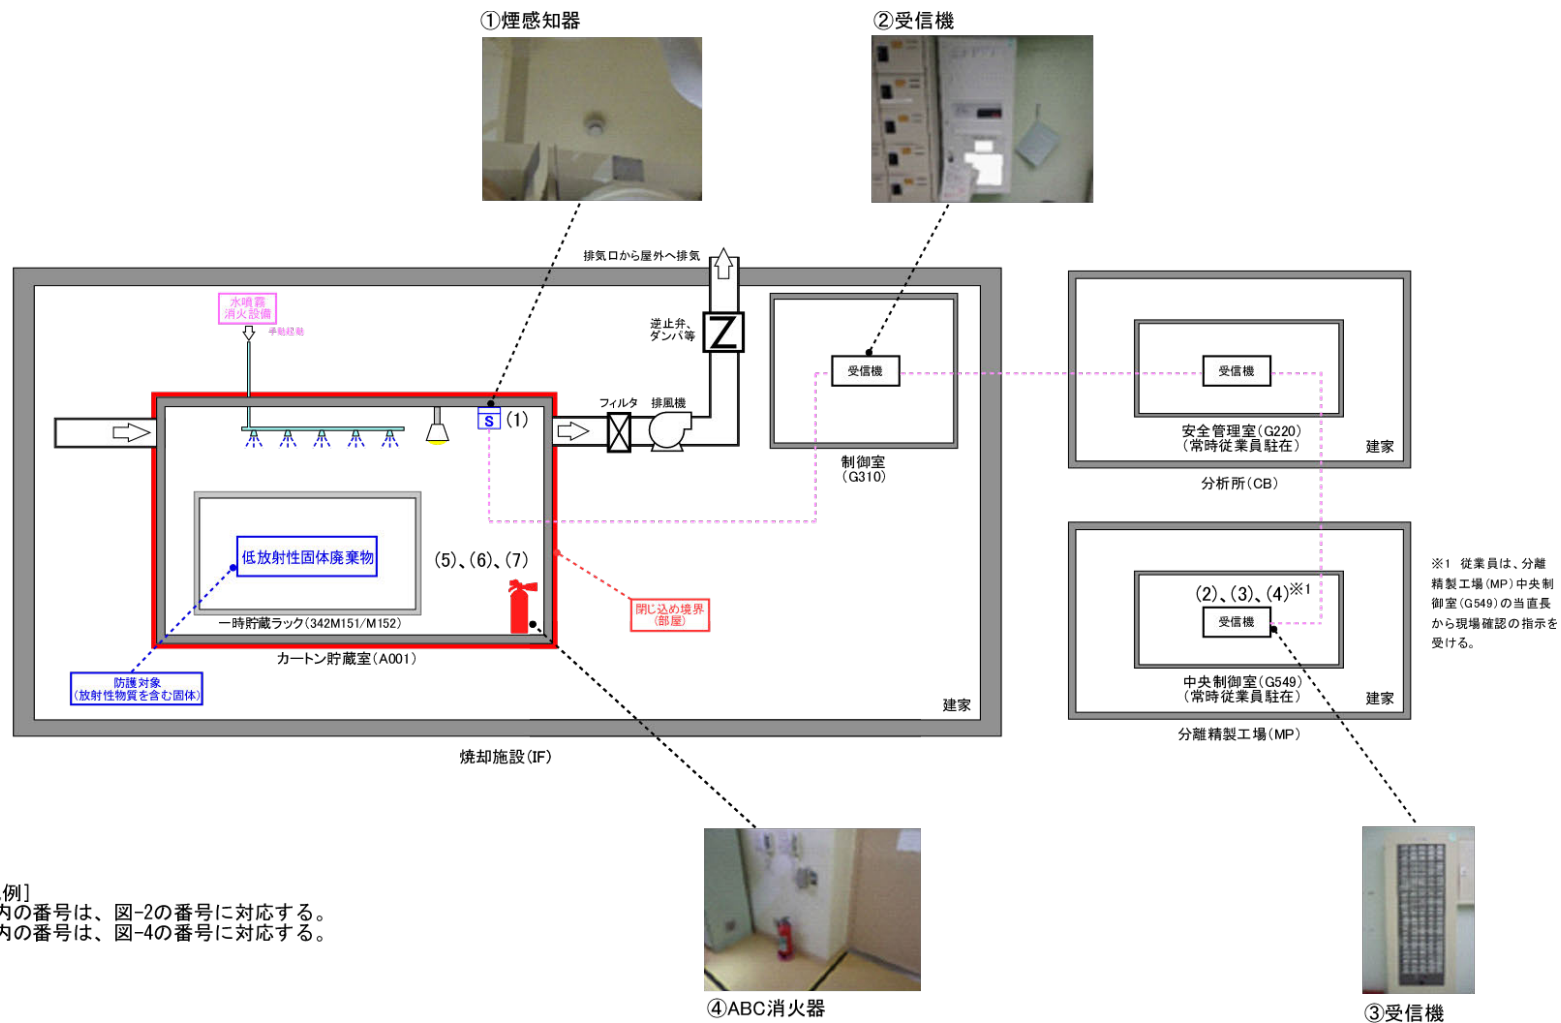 ①煙感知器
②受信機
排気口から屋外へ排気
水噴霧
消火設備
手動起動
逆止弁、
ダンパ等
Z
受信機
受信機
フィルタ
排風機
S
(1)
制御室
(G310)
安全管理室(G220)
(常時従業員駐在)
建家
分析所(CB)
低放射性固体廃棄物
(5)、(6)、(7)
一時貯蔵ラック(342M151/M152)
閉じ込め境界
(部屋)
カートン貯蔵室(A001)
防護対象
(放射性物質を含む固体)
建家
焼却施設(IF)
(2)、(3)、(4)※1
受信機
中央制御室(G549)
(常時従業員駐在)
建家
分離精製工場(MP)
※1 従業員は、分離
精製工場(MP)中央制
御室(G549)の当直長
から現場確認の指示を
受ける。
例]
内の番号は、図-2の番号に対応する。
内の番号は、図-4の番号に対応する。
④ABC消火器
③受信機